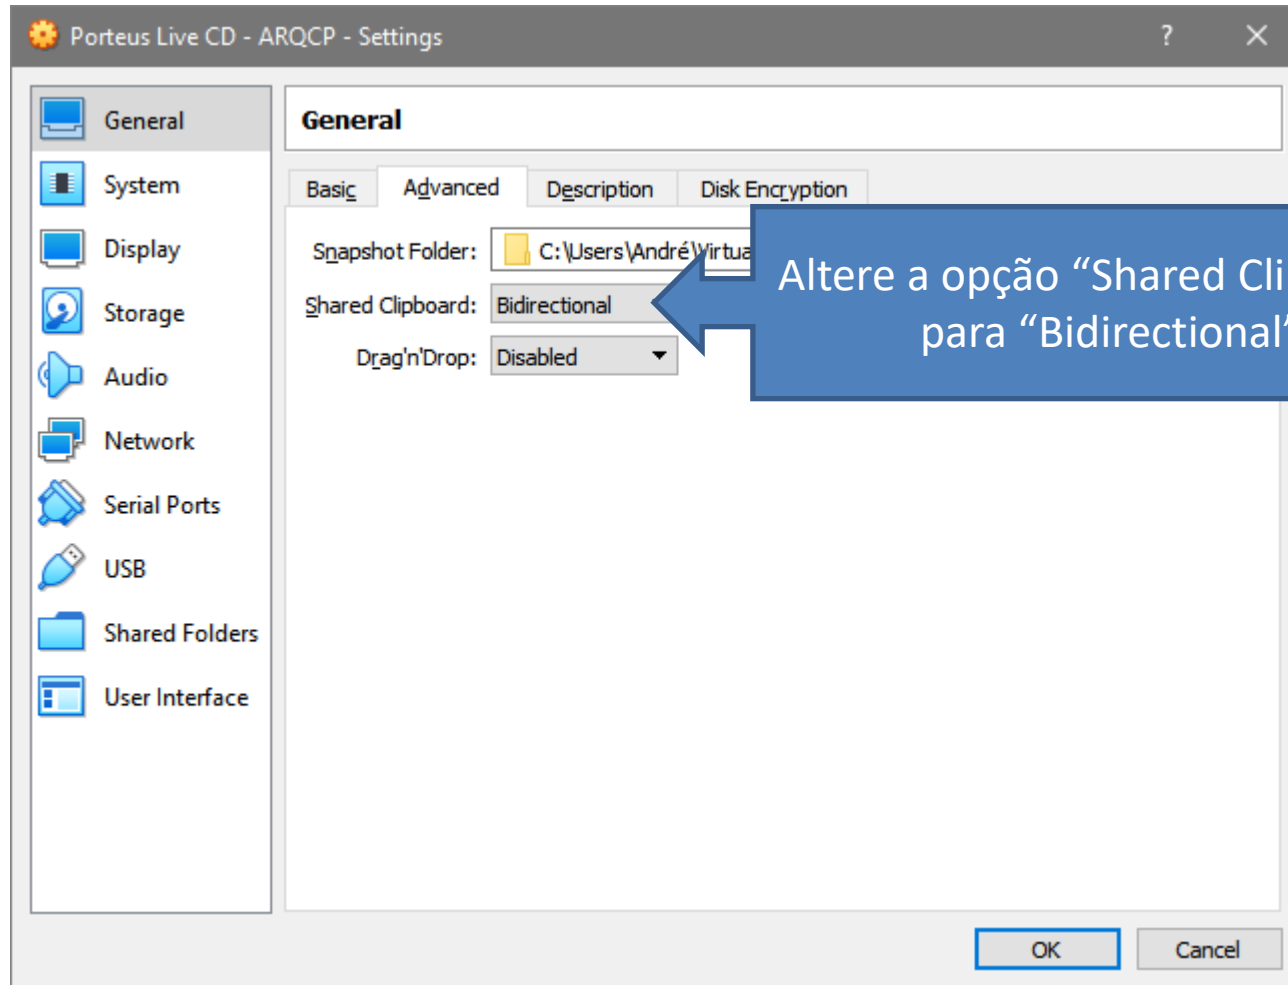 Porteus Live CD - ARQCP - Settings
?
General
System
Display
Storage
Audio
Network
Serial Ports
USB
Shared Folders
User Interface
General
Basic Advanced Description Disk Encryption
Snapshot Folder: C:\Users\André\Virtua
Shared Clipboard: Bidirectional
Drag'n'Drop: Disabled
Altere a opção “Shared Cli
para “Bidirectional”
OK Cancel